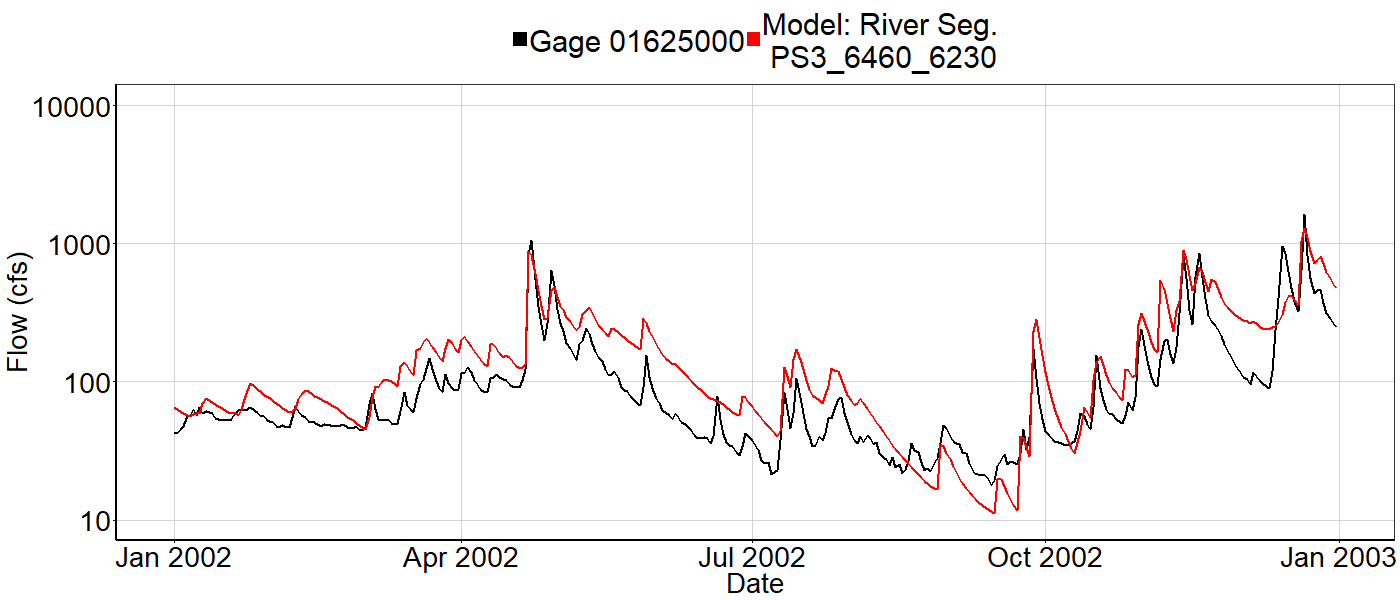 Gage 01625000
Model: River Seg.
PS3_6460_6230
Flow (cfs)
10000
1000
100
10
Jan 2002
Apr 2002
Jul 2002
Oct 2002
Jan 2003
Date